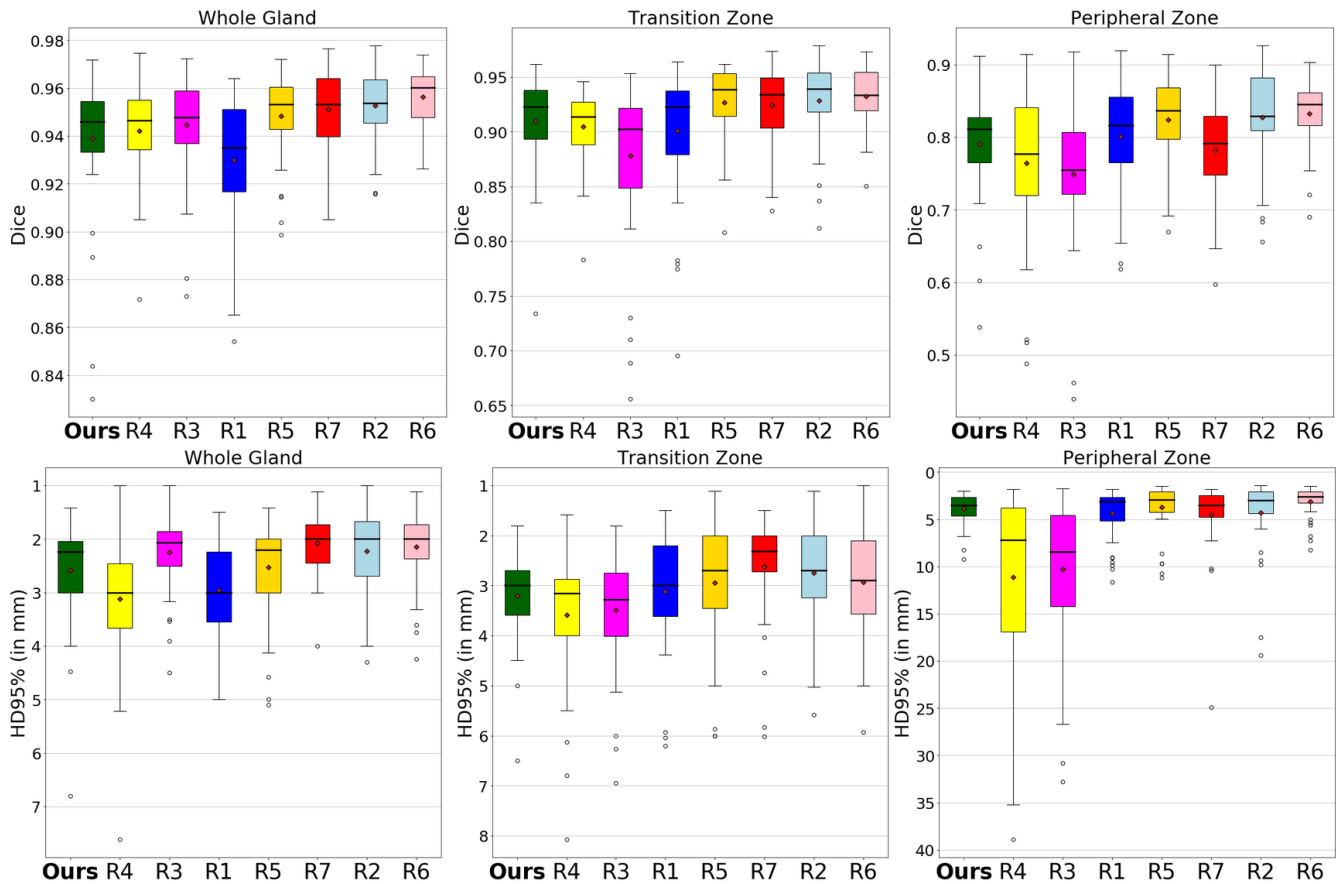 Whole Gland
Dice
0.98
0.96
0.94
0.92
0.90
0.88
0.86
0.84
Ours R4 R3 R1 R5 R7 R2 R6
Transition Zone
Dice
0.95
0.90
0.85
0.80
0.75
0.70
0.65
Ours R4 R3 R1 R5 R7 R2 R6
Peripheral Zone
Dice
0.9
0.8
0.7
0.6
0.5
Ours R4 R3 R1 R5 R7 R2 R6
Whole Gland
HD95% (in mm)
1
2
3
4
5
6
7
Ours R4 R3 R1 R5 R7 R2 R6
Transition Zone
HD95% (in mm)
1
2
3
4
5
6
7
8
Ours R4 R3 R1 R5 R7 R2 R6
Peripheral Zone
HD95% (in mm)
0
5
10
15
20
25
30
35
40
Ours R4 R3 R1 R5 R7 R2 R6